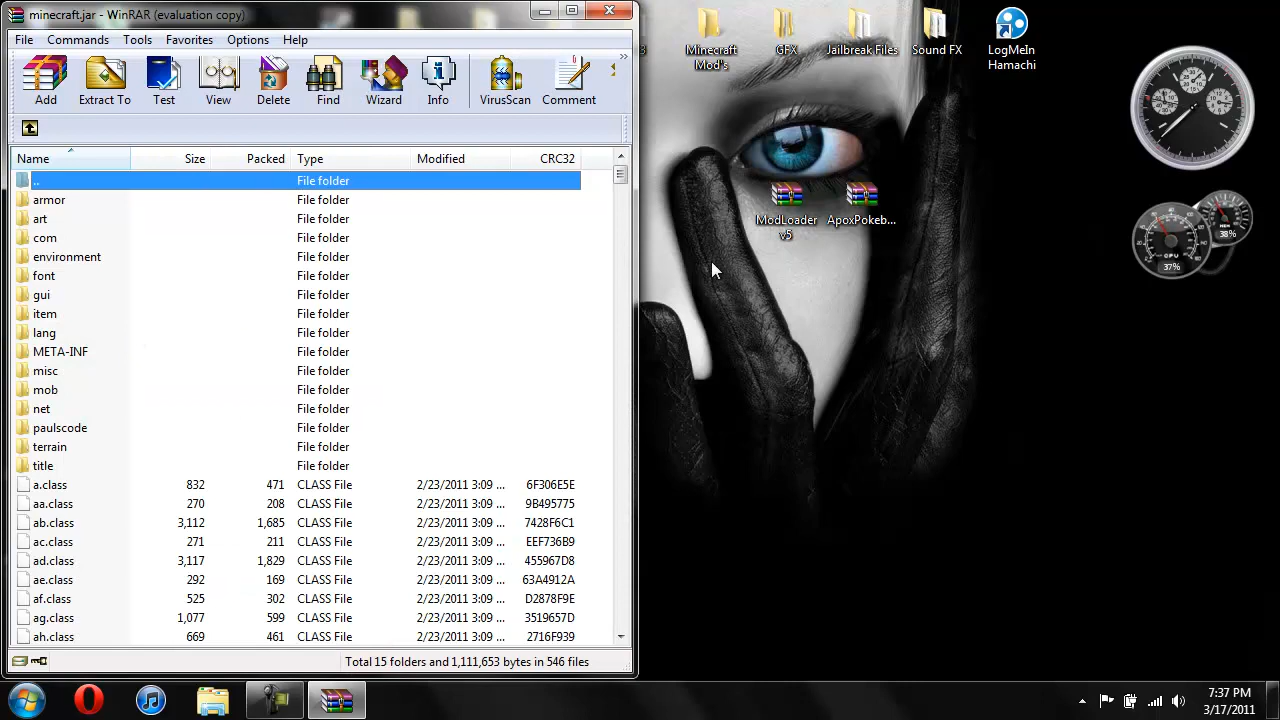 minecraft.jar - WinRAR (evaluation copy)
File Commands Tools Favorites Options Help
Add Extract To Test View Delete Find Wizard Info VirusScan Comment
Name Size Packed Type Modified CRC32
.. File folder
armor File folder
art File folder
com File folder
environment File folder
font File folder
gui File folder
item File folder
lang File folder
META-INF File folder
misc File folder
mob File folder
net File folder
paulscode File folder
terrain File folder
title File folder
a.class 832 471 CLASS File 2/23/2011 3:09 ... 6F306E5E
aa.class 270 208 CLASS File 2/23/2011 3:09 ... 9B495775
ab.class 3,112 1,685 CLASS File 2/23/2011 3:09 ... 7428F6C1
ac.class 271 211 CLASS File 2/23/2011 3:09 ... EEF736B9
ad.class 3,117 1,829 CLASS File 2/23/2011 3:09 ... 455967D8
ae.class 292 169 CLASS File 2/23/2011 3:09 ... 63A4912A
af.class 525 302 CLASS File 2/23/2011 3:09 ... D2878F9E
ag.class 1,077 599 CLASS File 2/23/2011 3:09 ... 3519657D
ah.class 669 461 CLASS File 2/23/2011 3:09 ... 2716F939
Total 15 folders and 1,111,653 bytes in 546 files
3
Minecraft
Mod's
GFX
Jailbreak Files
Sound FX
LogMeIn
Hamachi
ModLoader
v5
ApoxPokeb...
MEM
38%
CPU
37%
7:37 PM
3/17/2011